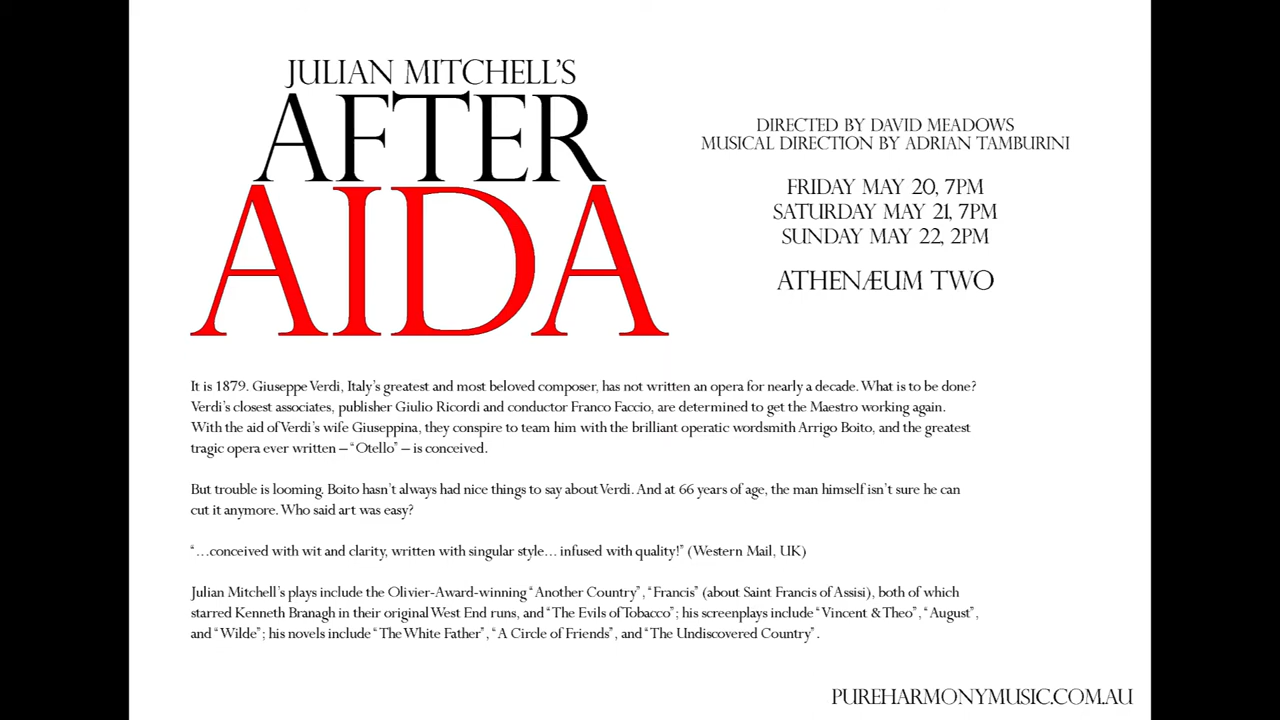 JULIAN MITCHELL'S
AFTER
AIDA
DIRECTED BY DAVID MEADOWS
MUSICAL DIRECTION BY ADRIAN TAMBURINI
FRIDAY MAY 20, 7PM
SATURDAY MAY 21, 7PM
SUNDAY MAY 22, 2PM
ATHENÆUM TWO
It is 1879. Giuseppe Verdi, Italy's greatest and most beloved composer, has not written an opera for nearly a decade. What is to be done?
Verdi's closest associates, publisher Giulio Ricordi and conductor Franco Faccio, are determined to get the Maestro working again.
With the aid of Verdi's wife Giuseppina, they conspire to team him with the brilliant operatic wordsmith Arrigo Boito, and the greatest
tragic opera ever written – "Otello" – is conceived.
But trouble is looming. Boito hasn't always had nice things to say about Verdi. And at 66 years of age, the man himself isn't sure he can
cut it anymore. Who said art was easy?
"…conceived with wit and clarity, written with singular style… infused with quality!" (Western Mail, UK)
Julian Mitchell's plays include the Olivier-Award-winning "Another Country", "Francis" (about Saint Francis of Assisi), both of which
starred Kenneth Branagh in their original West End runs, and "The Evils of Tobacco"; his screenplays include "Vincent & Theo", "August",
and "Wilde"; his novels include "The White Father", "A Circle of Friends", and "The Undiscovered Country".
PUREHARMONYMUSIC.COM.AU